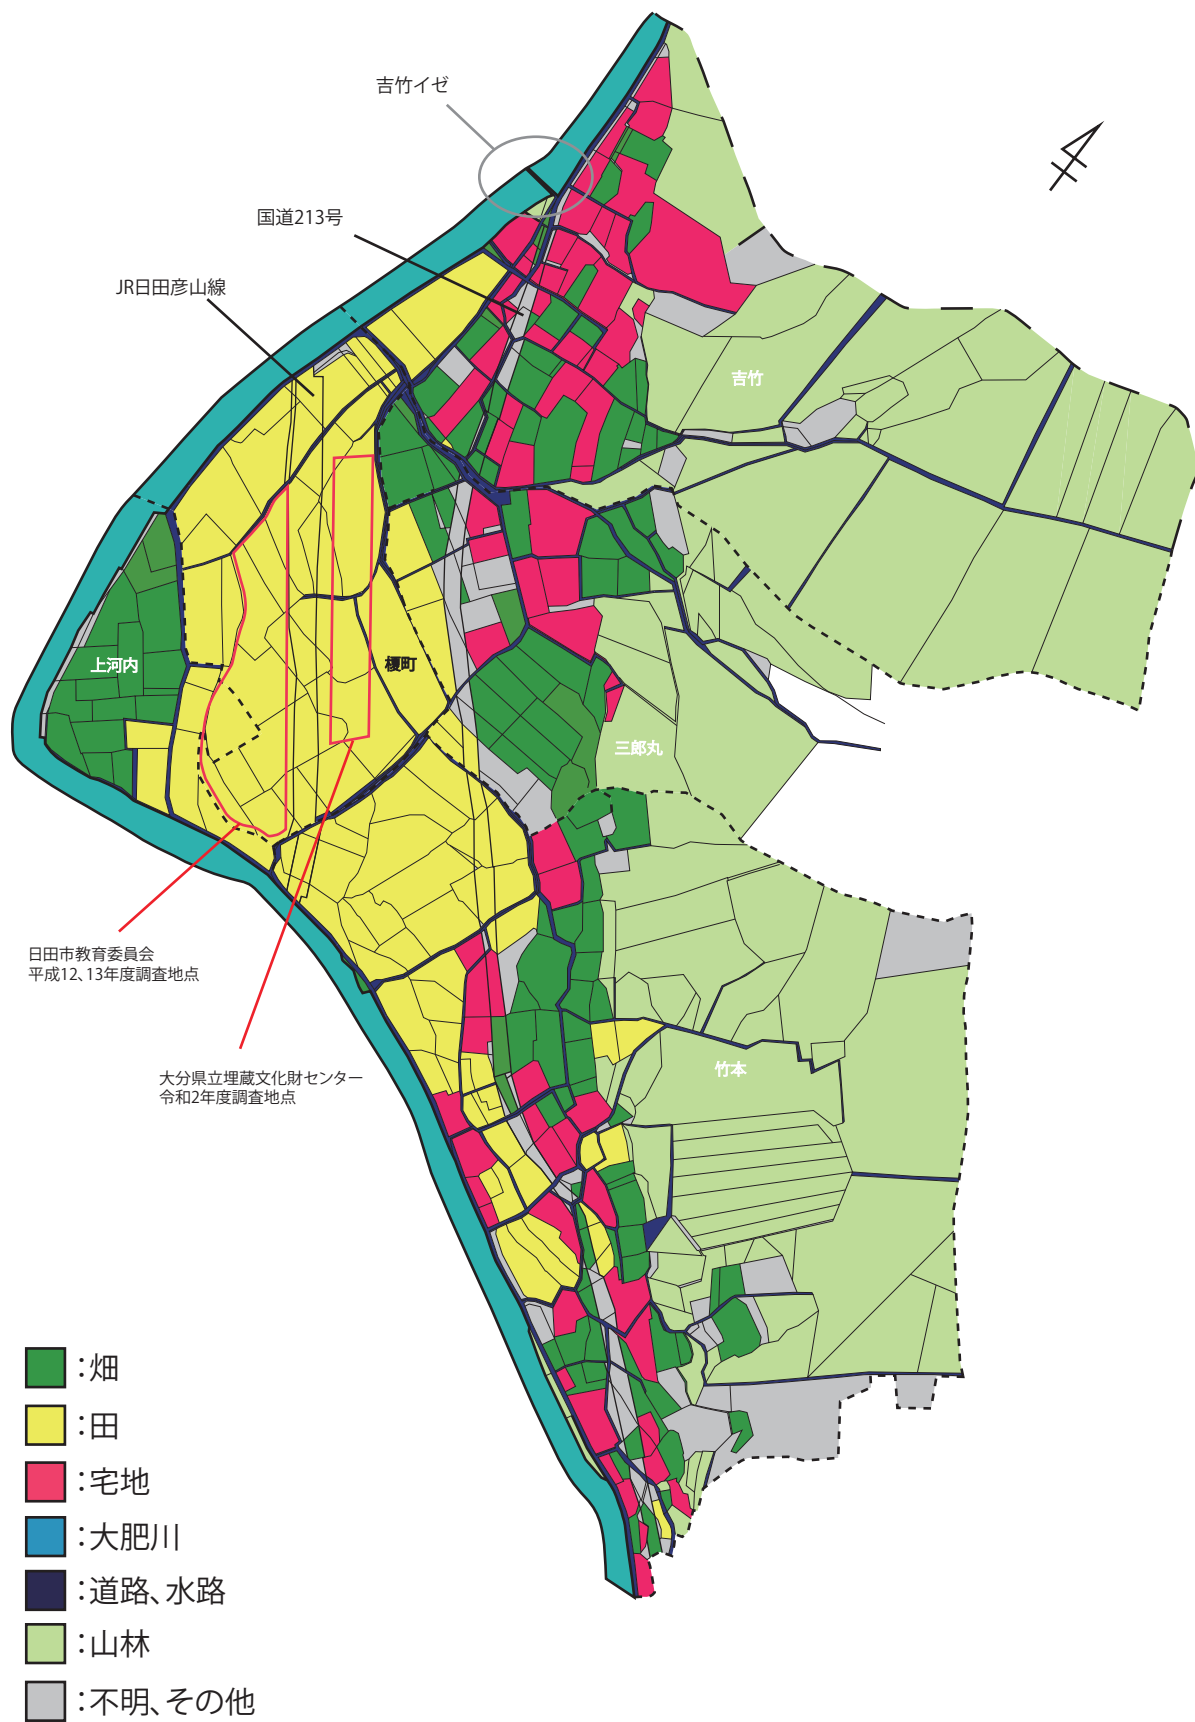 吉竹イゼ
国道213号
JR日田彦山線
吉竹
上河内
榎町
三郎丸
日田市教育委員会
平成12、13年度調査地点
大分県立埋蔵文化財センター
令和2年度調査地点
竹本
：畑
：田
：宅地
：大肥川
：道路、水路
：山林
：不明、その他